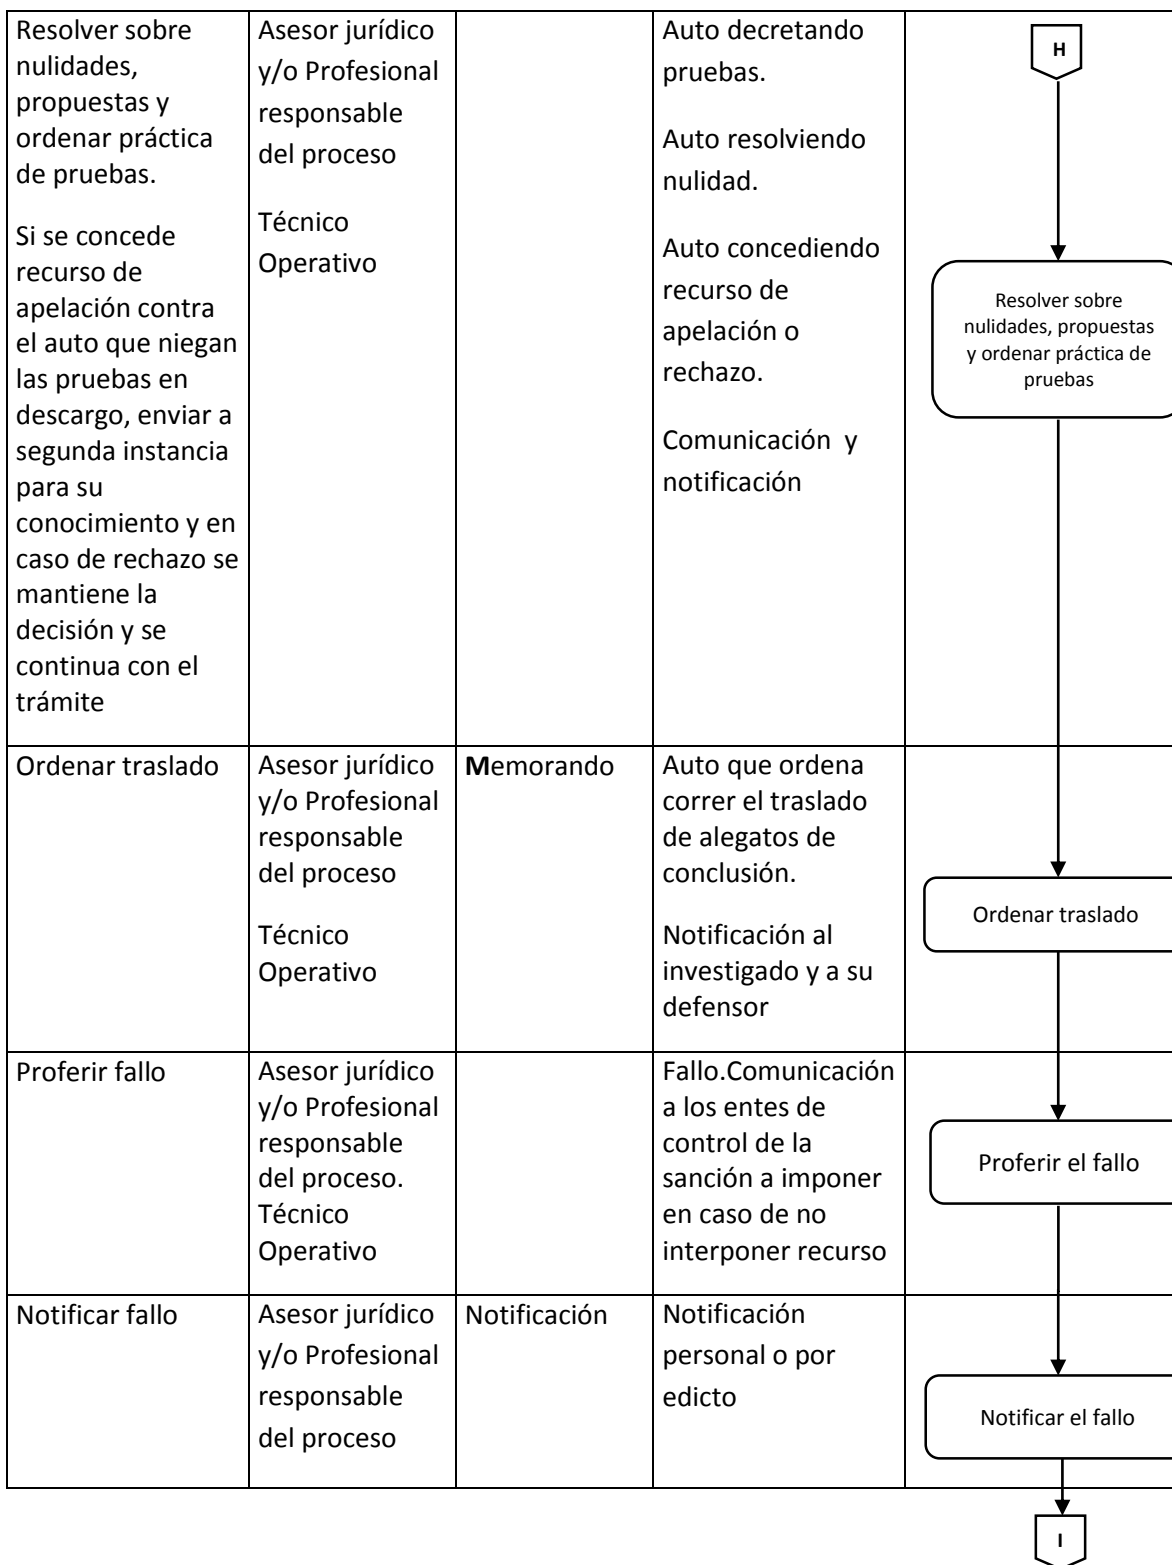 Resolver sobre
nulidades,
propuestas y
ordenar práctica
de pruebas.
Si se concede
recurso de
apelación contra
el auto que niegan
las pruebas en
descargo, enviar a
segunda instancia
para su
conocimiento y en
caso de rechazo se
mantiene la
decisión y se
continua con el
trámite
Asesor jurídico
y/o Profesional
responsable
del proceso
Técnico
Operativo
Auto decretando
pruebas.
Auto resolviendo
nulidad.
Auto concediendo
recurso de
apelación o
rechazo.
Comunicación y
notificación
H
Resolver sobre
nulidades, propuestas
y ordenar práctica de
pruebas
Ordenar traslado
Asesor jurídico
y/o Profesional
responsable
del proceso
Técnico
Operativo
Memorando
Auto que ordena
correr el traslado
de alegatos de
conclusión.
Notificación al
investigado y a su
defensor
Ordenar traslado
Proferir fallo
Asesor jurídico
y/o Profesional
responsable
del proceso.
Técnico
Operativo
Fallo.Comunicación
a los entes de
control de la
sanción a imponer
en caso de no
interponer recurso
Proferir el fallo
Notificar fallo
Asesor jurídico
y/o Profesional
responsable
del proceso
Notificación
Notificación
personal o por
edicto
Notificar el fallo
I